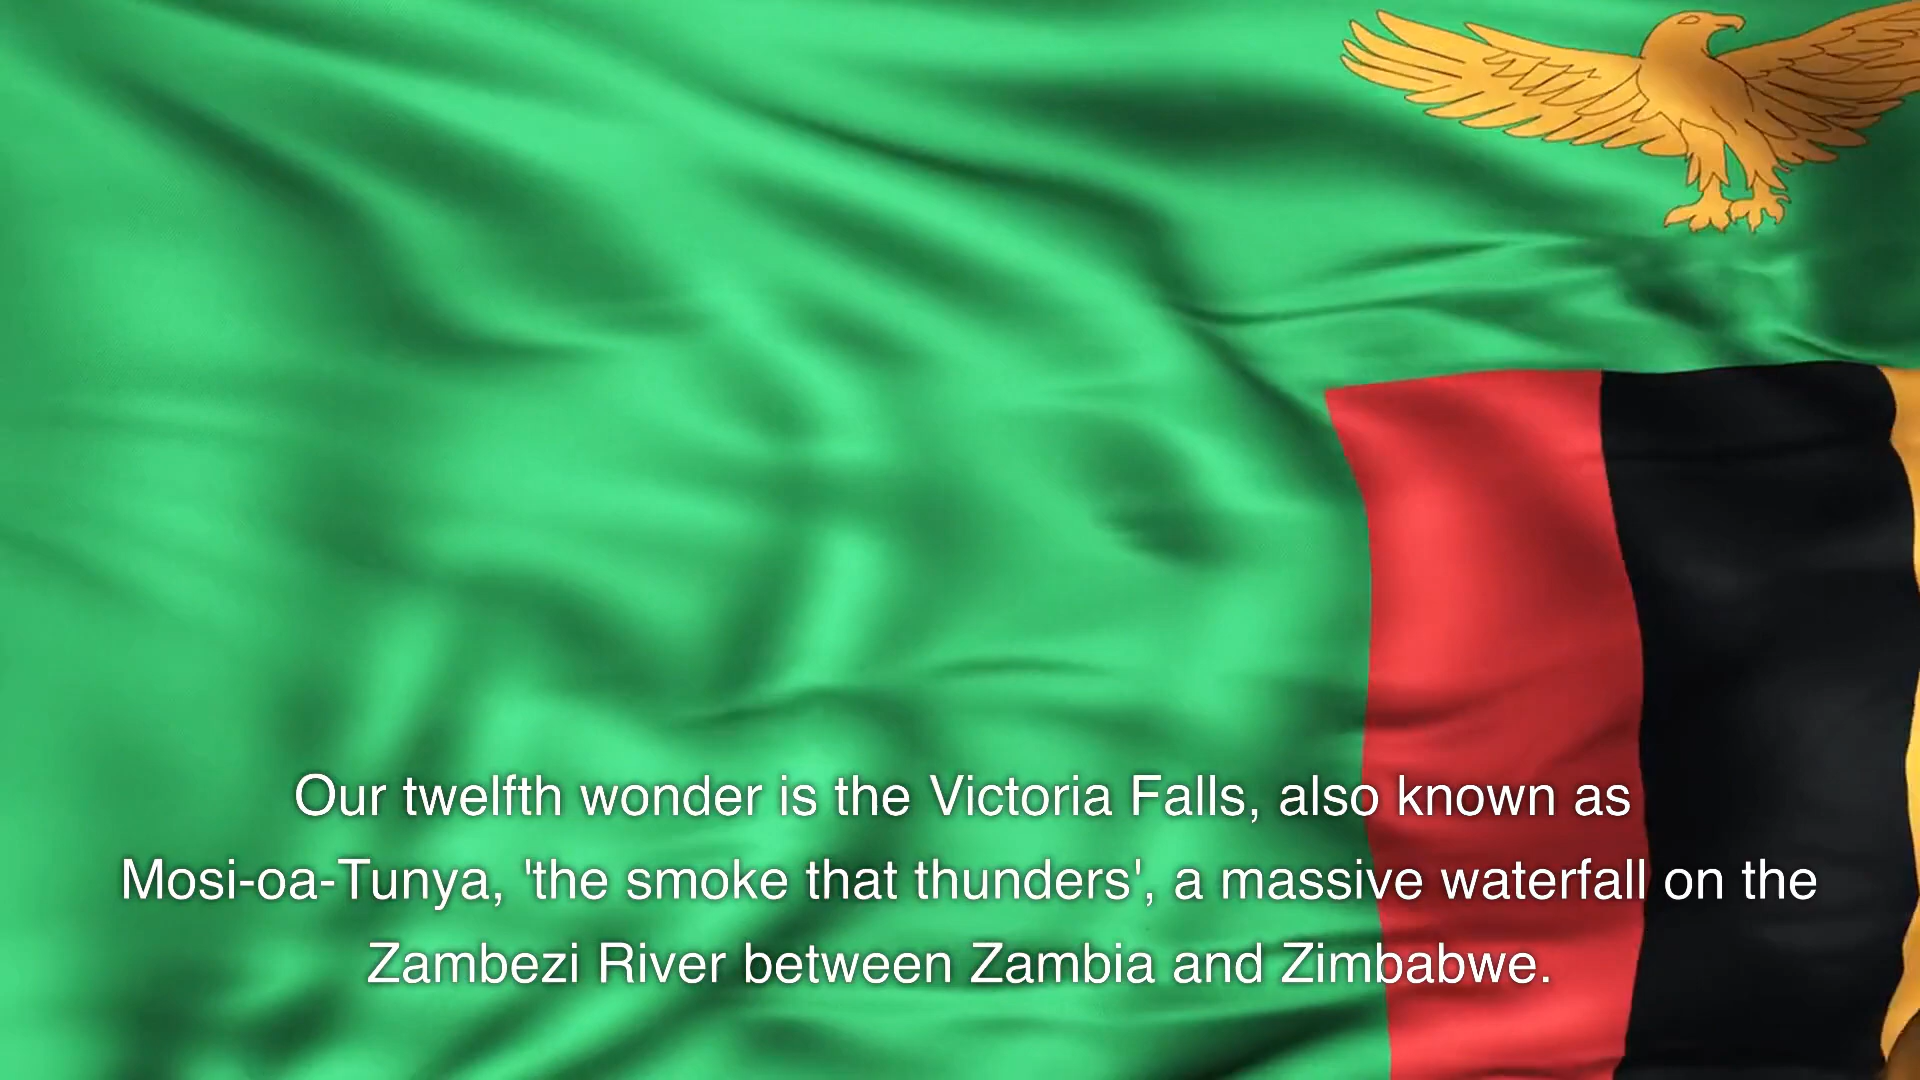 Our twelfth wonder is the Victoria Falls, also known as
Mosi-oa-Tunya, 'the smoke that thunders', a massive waterfall on the
Zambezi River between Zambia and Zimbabwe.